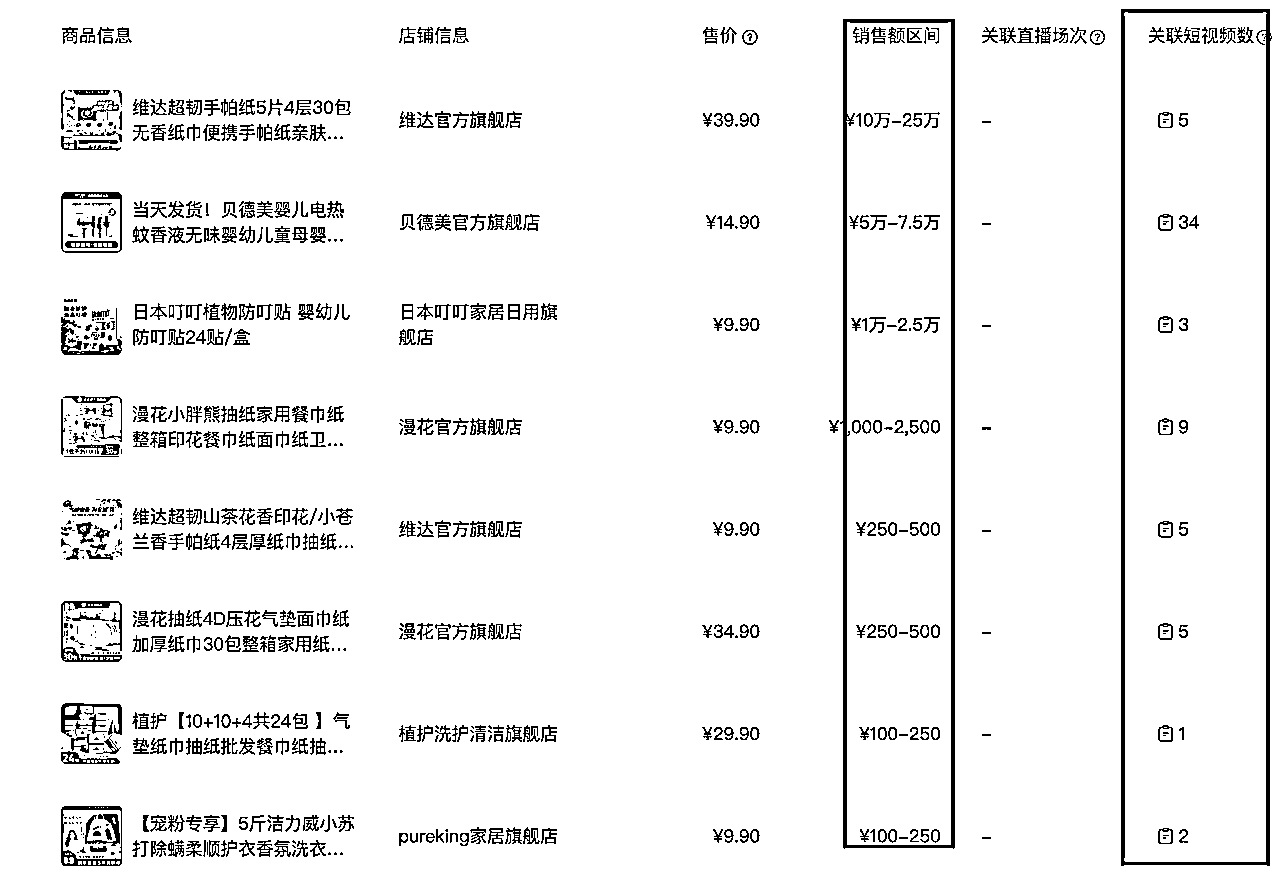 商品信息 店铺信息 售价 ? 销售额区间 关联直播场次 ? 关联短视频数 ?
维达超韧手帕纸5片4层30包
无香纸巾便携手帕纸亲肤...
维达官方旗舰店 ¥39.90 ¥10万-25万 - 5
当天发货！贝德美婴儿电热
蚊香液无味婴幼儿童母婴...
贝德美官方旗舰店 ¥14.90 ¥5万-7.5万 - 34
日本叮叮植物防叮贴 婴幼儿
防叮贴24贴/盒
日本叮叮家居日用旗
舰店
¥9.90 ¥1万-2.5万 - 3
漫花小胖熊抽纸家用餐巾纸
整箱印花餐巾纸面巾纸卫...
漫花官方旗舰店 ¥9.90 ¥1,000-2,500 - 9
维达超韧山茶花香印花/小苍
兰香手帕纸4层厚纸巾抽纸...
维达官方旗舰店 ¥9.90 ¥250-500 - 5
漫花抽纸4D压花气垫面巾纸
加厚纸巾30包整箱家用纸...
漫花官方旗舰店 ¥34.90 ¥250-500 - 5
植护【10+10+4共24包 】气
垫纸巾抽纸批发餐巾纸抽...
植护洗护清洁旗舰店 ¥29.90 ¥100-250 - 1
【宠粉专享】5斤洁力威小苏
打除螨柔顺护衣香氛洗衣...
pureking家居旗舰店 ¥9.90 ¥100-250 - 2